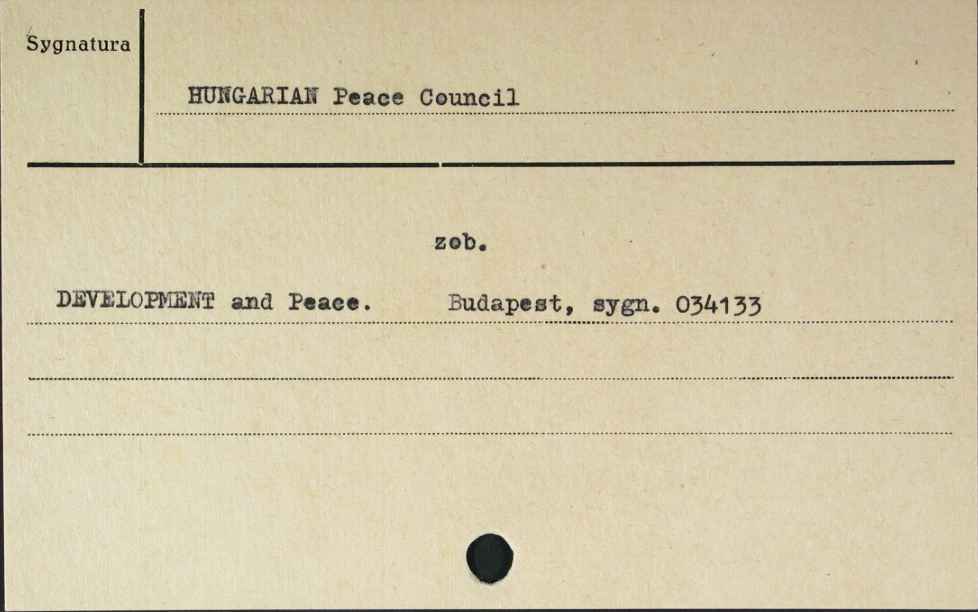 Sygnatura
HUNGARIAN Peace Council
zob.
DEVELOPMENT and Peace. Budapest, sygn. 034133